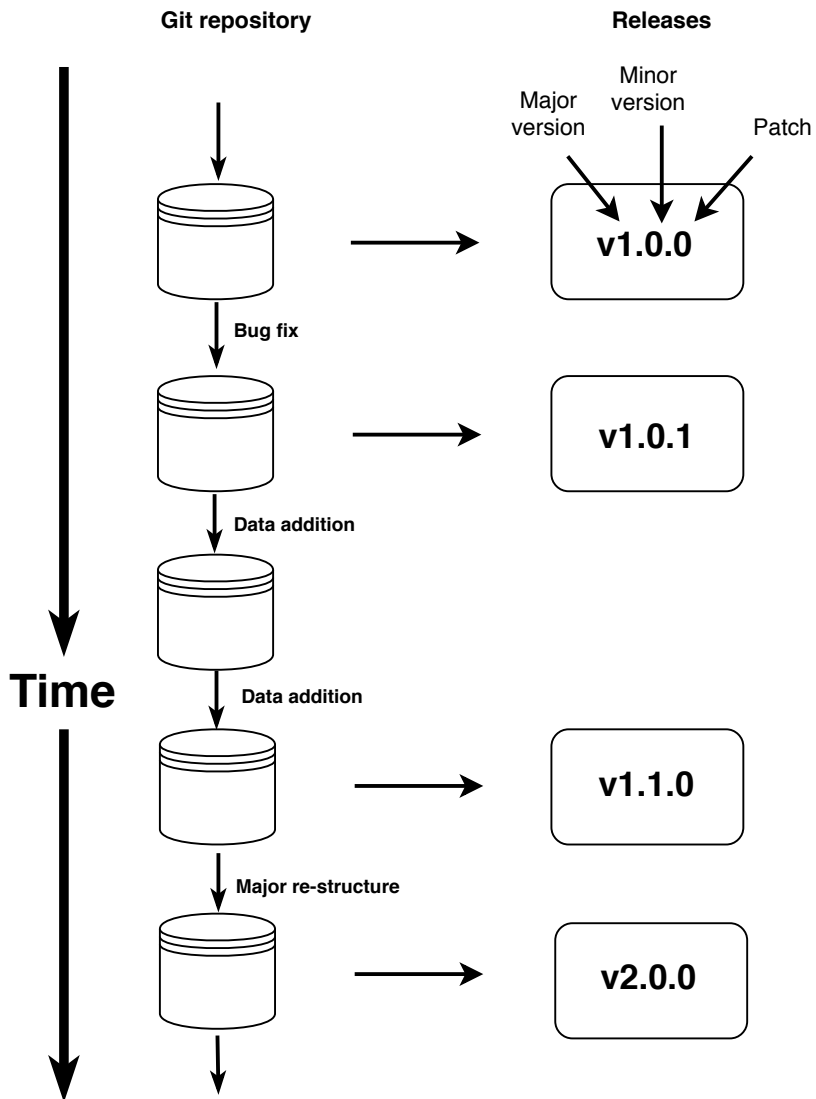 Git repository
Releases
Minor
version
Major
version
Patch
v1.0.0
Bug fix
v1.0.1
Data addition
Time
Data addition
v1.1.0
Major re-structure
v2.0.0